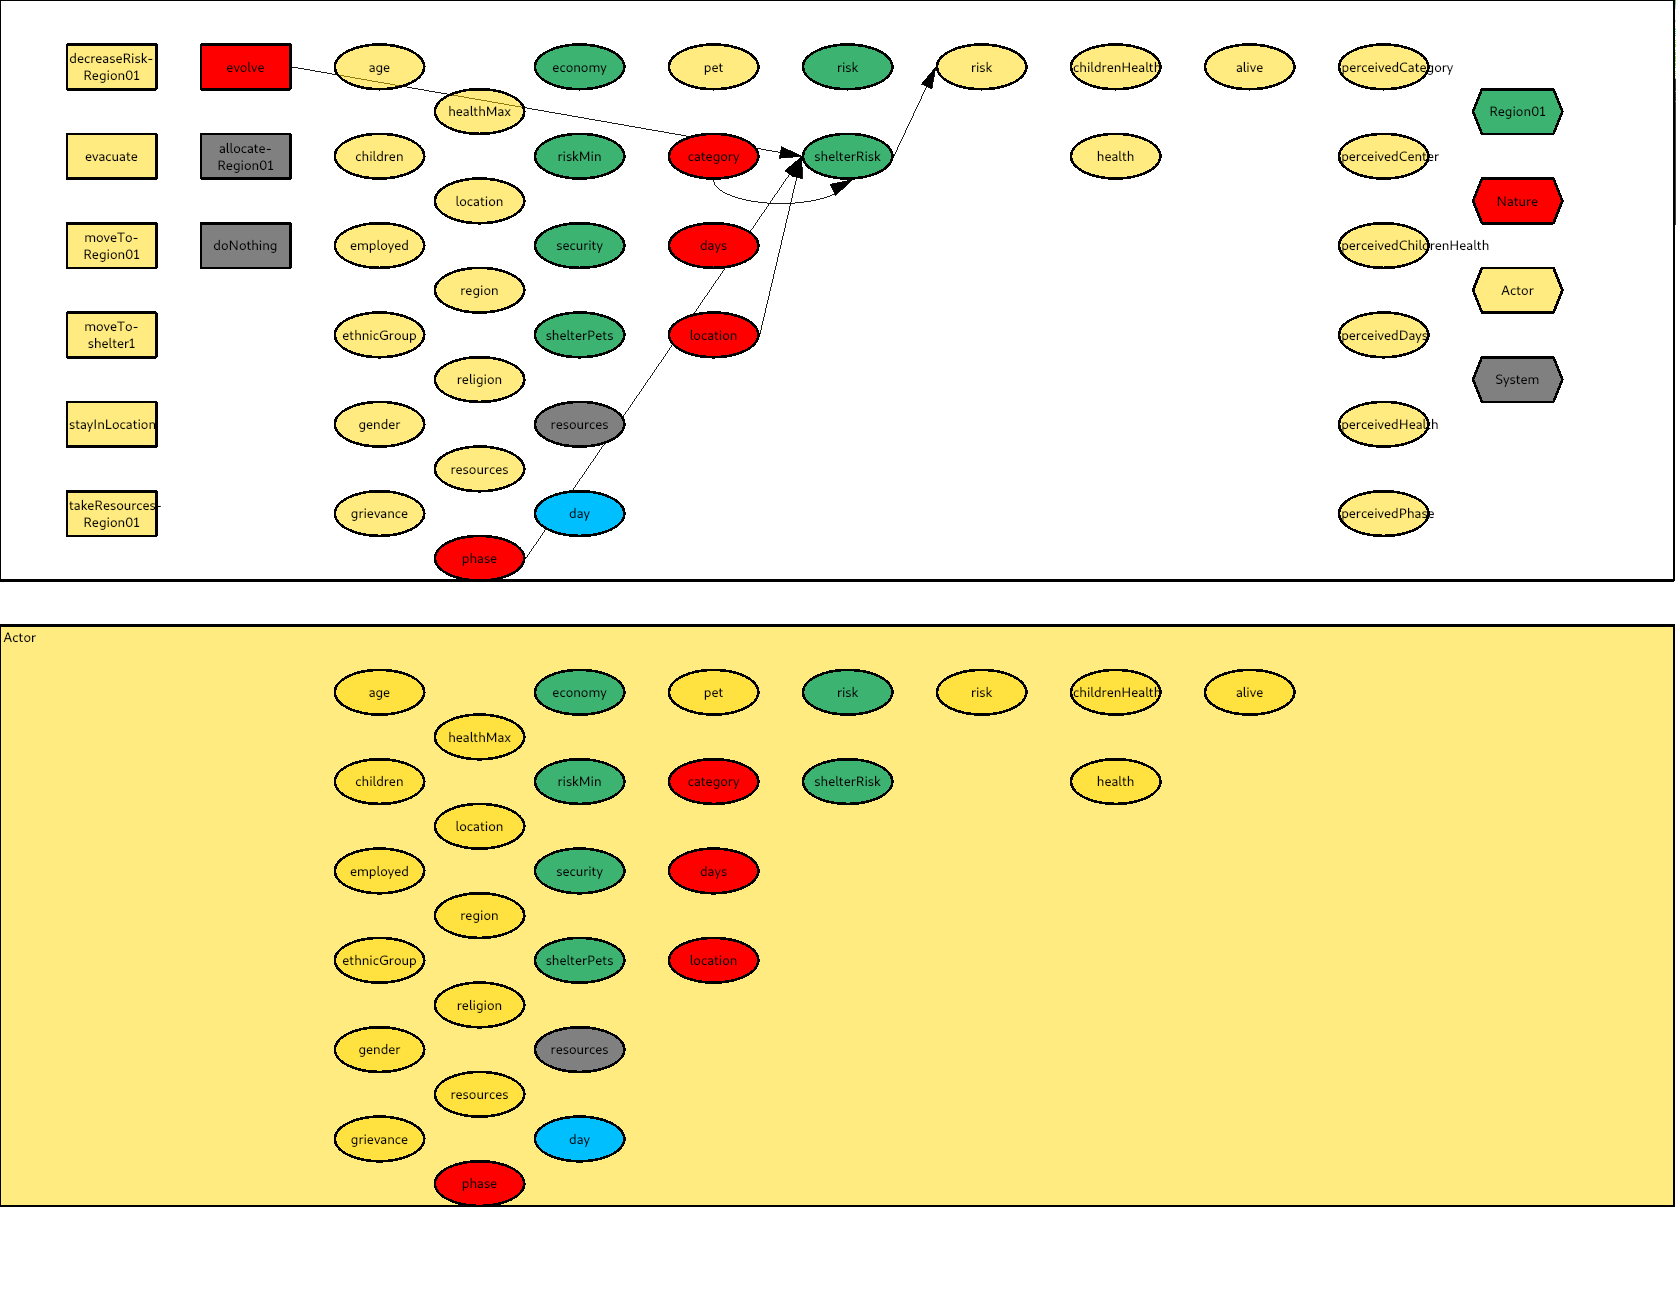 decreaseRisk-
Region01
evolve
age
economy
pet
risk
risk
childrenHealth
alive
perceivedCategory
healthMax
Region01
evacuate
allocate-
Region01
children
riskMin
category
shelterRisk
health
perceivedCenter
location
Nature
moveTo-
Region01
doNothing
employed
security
days
perceivedChildrenHealth
region
Actor
moveTo-
shelter1
ethnicGroup
shelterPets
location
perceivedDays
religion
System
stayInLocation
gender
resources
perceivedHealth
resources
takeResources-
Region01
grievance
day
perceivedPhase
phase
Actor
age
economy
pet
risk
risk
childrenHealth
alive
healthMax
children
riskMin
category
shelterRisk
health
location
employed
security
days
region
ethnicGroup
shelterPets
location
religion
gender
resources
resources
grievance
day
phase